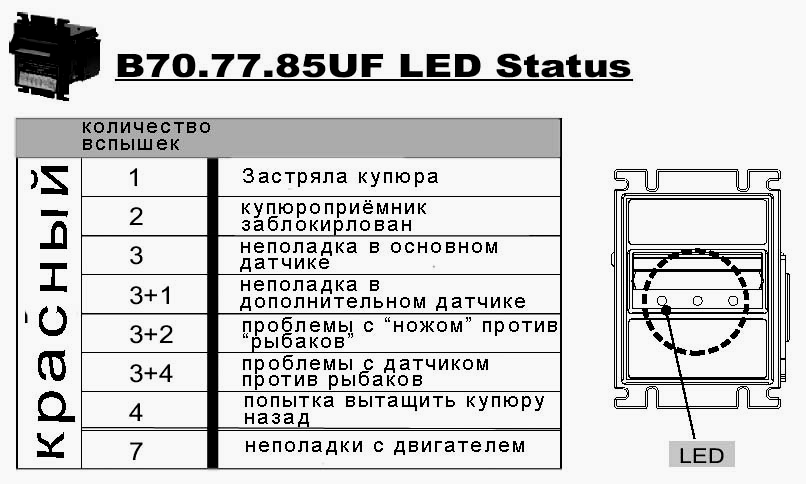 B70.77.85UF LED Status
количество
вспышек
красный
1
Застряла купюра
2
купюроприёмник
заблокирлован
3
неполадка в основном
датчике
3+1
неполадка в
дополнительном датчике
3+2
проблемы с “ножом” против
“рыбаков”
3+4
проблемы с датчиком
против рыбаков
4
попытка вытащить купюру
назад
7
неполадки с двигателем
LED